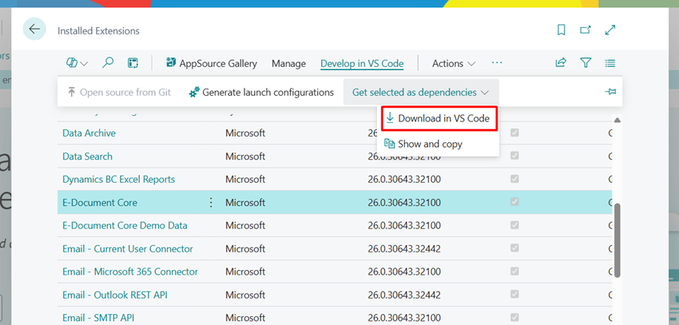 Installed Extensions
AppSource Gallery Manage Develop in VS Code Actions ...
Open source from Git Generate launch configurations Get selected as dependencies
Download in VS Code
Show and copy
Data Archive Microsoft 26.0.30643.32100
Data Search Microsoft 26.0.30643.32100
Dynamics BC Excel Reports Microsoft 26.0.30643.32100
E-Document Core Microsoft 26.0.30643.32100
E-Document Core Demo Data Microsoft 26.0.30643.32100
Email - Current User Connector Microsoft 26.0.30643.32442
Email - Microsoft 365 Connector Microsoft 26.0.30643.32100
Email - Outlook REST API Microsoft 26.0.30643.32442
Email - SMTP API Microsoft 26.0.30643.32100